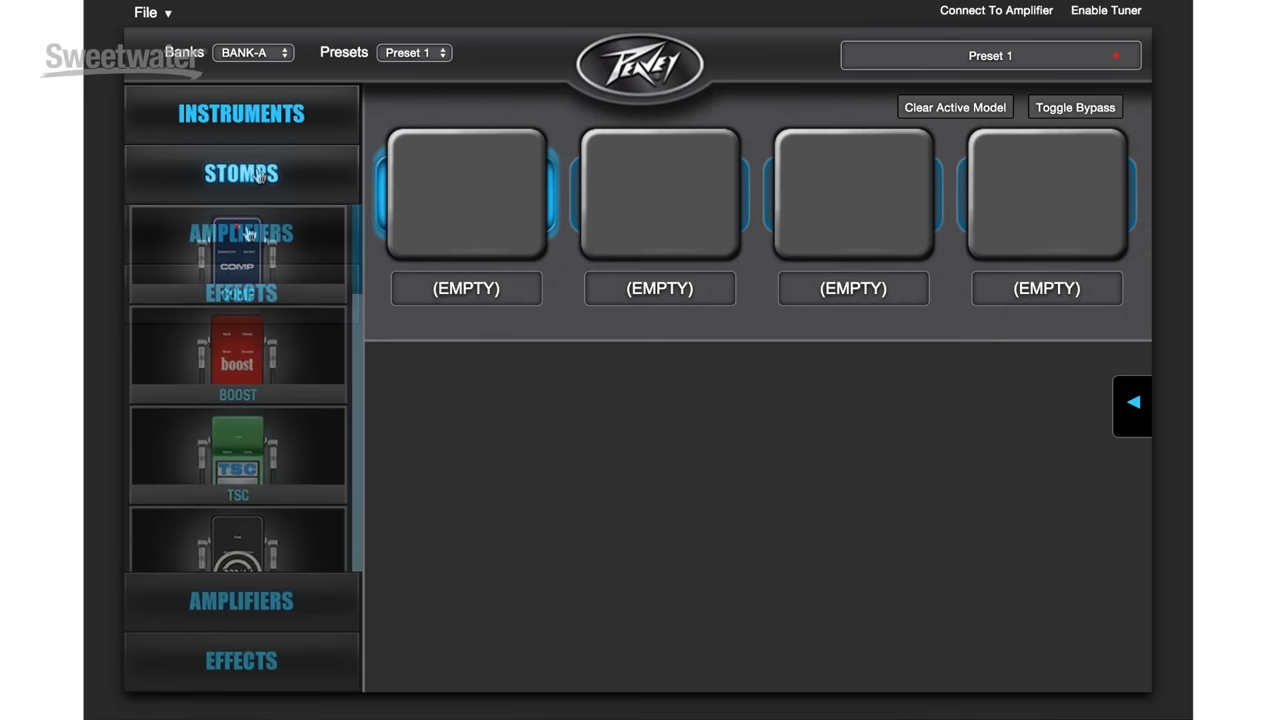 File ▼
Connect To Amplifier
Enable Tuner
Sweetwater
Banks
BANK-A
Presets
Preset 1
PEAVEY
Preset 1
Clear Active Model
Toggle Bypass
INSTRUMENTS
STOMPS
AMPLIFIERS
COMP
EFFECTS
boost
BOOST
TSC
TSC
AMPLIFIERS
EFFECTS
(EMPTY)
(EMPTY)
(EMPTY)
(EMPTY)